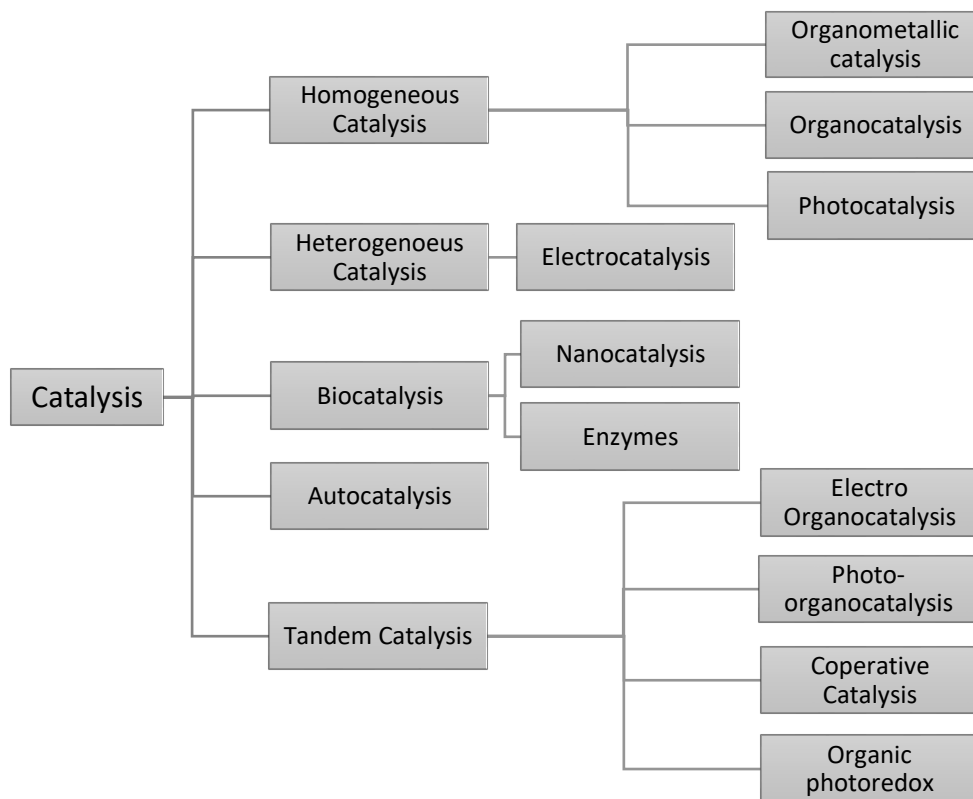 Catalysis
Homogeneous
Catalysis
Organometallic
catalysis
Organocatalysis
Photocatalysis
Heterogenoeus
Catalysis
Electrocatalysis
Biocatalysis
Nanocatalysis
Enzymes
Autocatalysis
Tandem Catalysis
Electro
Organocatalysis
Photo-
organocatalysis
Coperative
Catalysis
Organic
photoredox